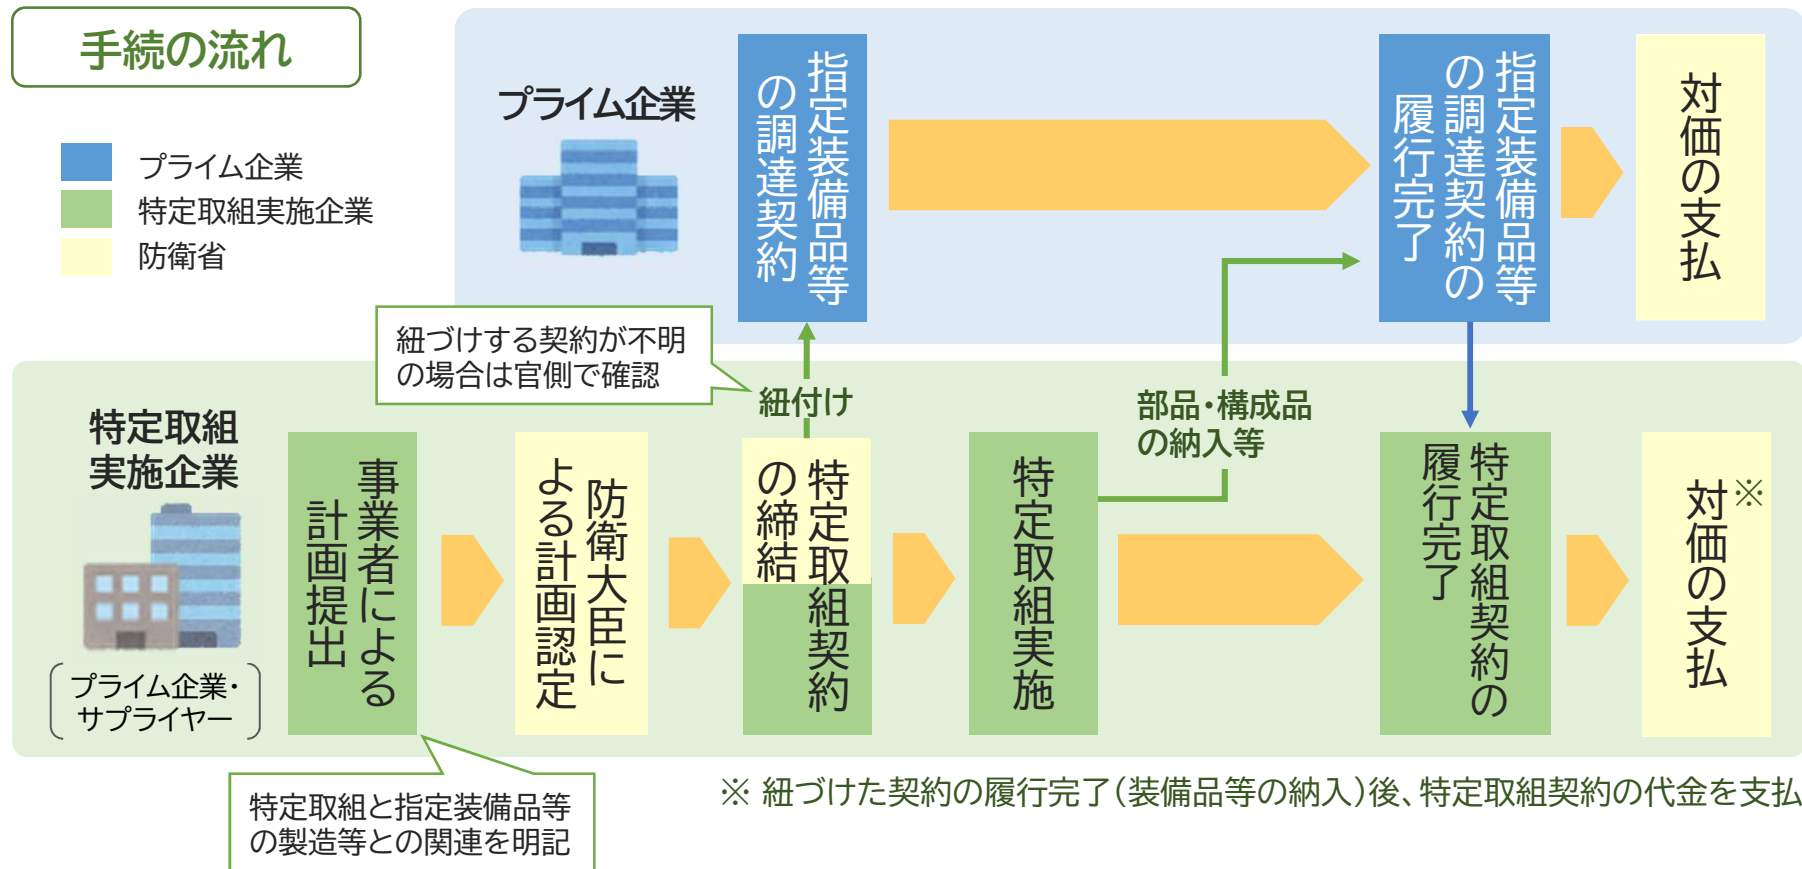 手続の流れ
プライム企業
特定取組実施企業
防衛省
プライム企業
指定装備品等
の調達契約
指定装備品等
の調達契約の
履行完了
対価の支払
紐づけする契約が不明
の場合は官側で確認
紐付け
部品・構成品
の納入等
特定取組
実施企業
プライム企業・
サプライヤー
事業者による
計画提出
防衛大臣に
よる計画認定
特定取組契約
の締結
特定取組実施
特定取組契約の
履行完了
対価の支払※
特定取組と指定装備品等
の製造等との関連を明記
※ 紐づけた契約の履行完了（装備品等の納入）後、特定取組契約の代金を支払